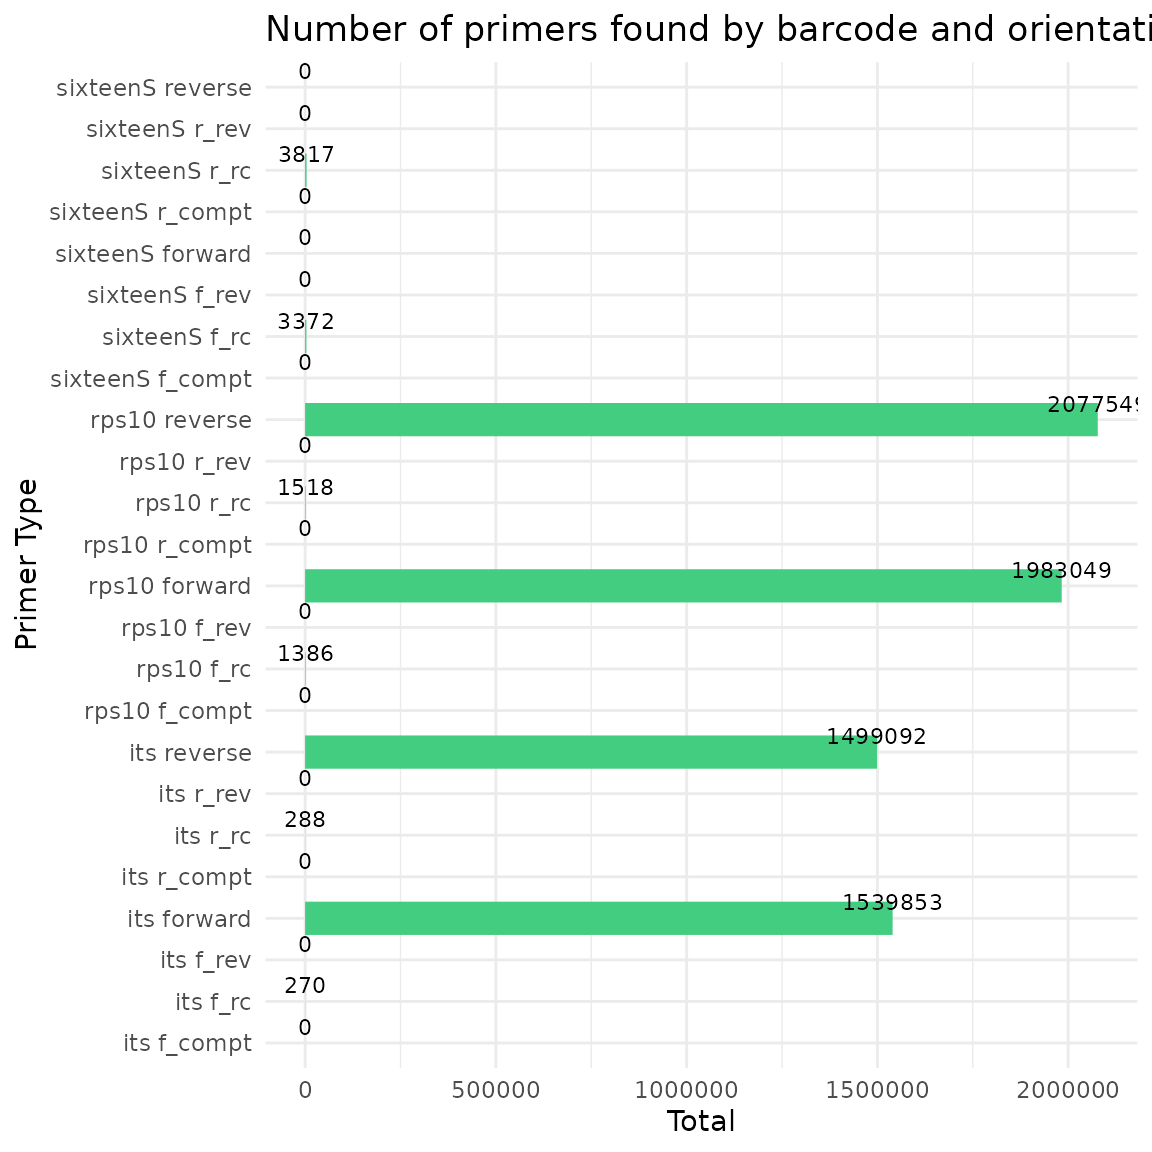 Number of primers found by barcode and orientati
0
sixteenS reverse
0
sixteenS r_rev
3817
sixteenS r_rc
0
sixteenS r_compt
0
sixteenS forward
0
sixteenS f_rev
3372
sixteenS f_rc
0
sixteenS f_compt
2077549
rps10 reverse
0
rps10 r_rev
1518
rps10 r_rc
0
rps10 r_compt
1983049
rps10 forward
0
rps10 f_rev
1386
rps10 f_rc
0
rps10 f_compt
1499092
its reverse
0
its r_rev
288
its r_rc
0
its r_compt
1539853
its forward
0
its f_rev
270
its f_rc
0
its f_compt
Primer Type
0 500000 1000000 1500000 2000000
Total